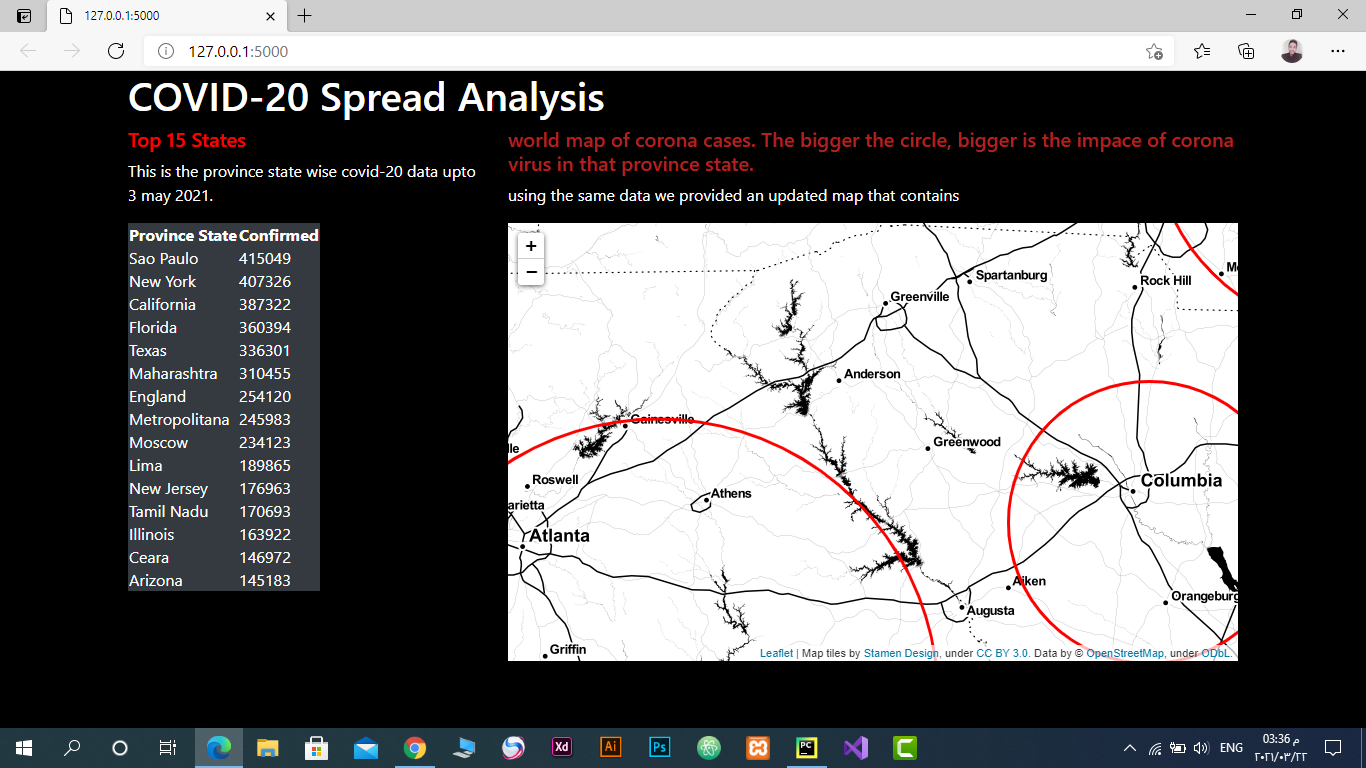 127.0.0.1:5000
127.0.0.1:5000
COVID-20 Spread Analysis
Top 15 States
This is the province state wise covid-20 data upto
3 may 2021.
Province State Confirmed
Sao Paulo 415049
New York 407326
California 387322
Florida 360394
Texas 336301
Maharashtra 310455
England 254120
Metropolitana 245983
Moscow 234123
Lima 189865
New Jersey 176963
Tamil Nadu 170693
Illinois 163922
Ceara 146972
Arizona 145183
world map of corona cases. The bigger the circle, bigger is the impace of corona
virus in that province state.
using the same data we provided an updated map that contains
+
−
Spartanburg
Mo
Rock Hill
Greenville
Anderson
Gainesville
Greenwood
lle
Roswell
Columbia
Athens
arietta
Atlanta
Aiken
Orangeburg
Augusta
Griffin
Leaflet | Map tiles by Stamen Design, under CC BY 3.0. Data by © OpenStreetMap, under ODbL.
Xd
Ai
Ps
PC
C
ENG
03:36 م
٢٠٢١/٠٣/٢٢